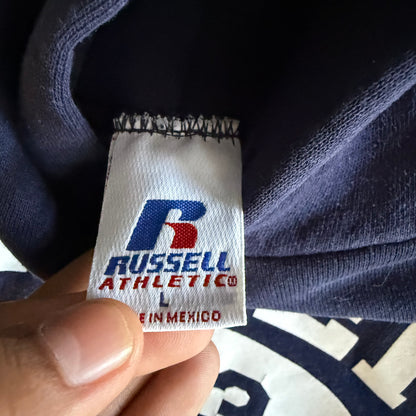 R
RUSSELL
ATHLETIC
L
E IN MEXICO